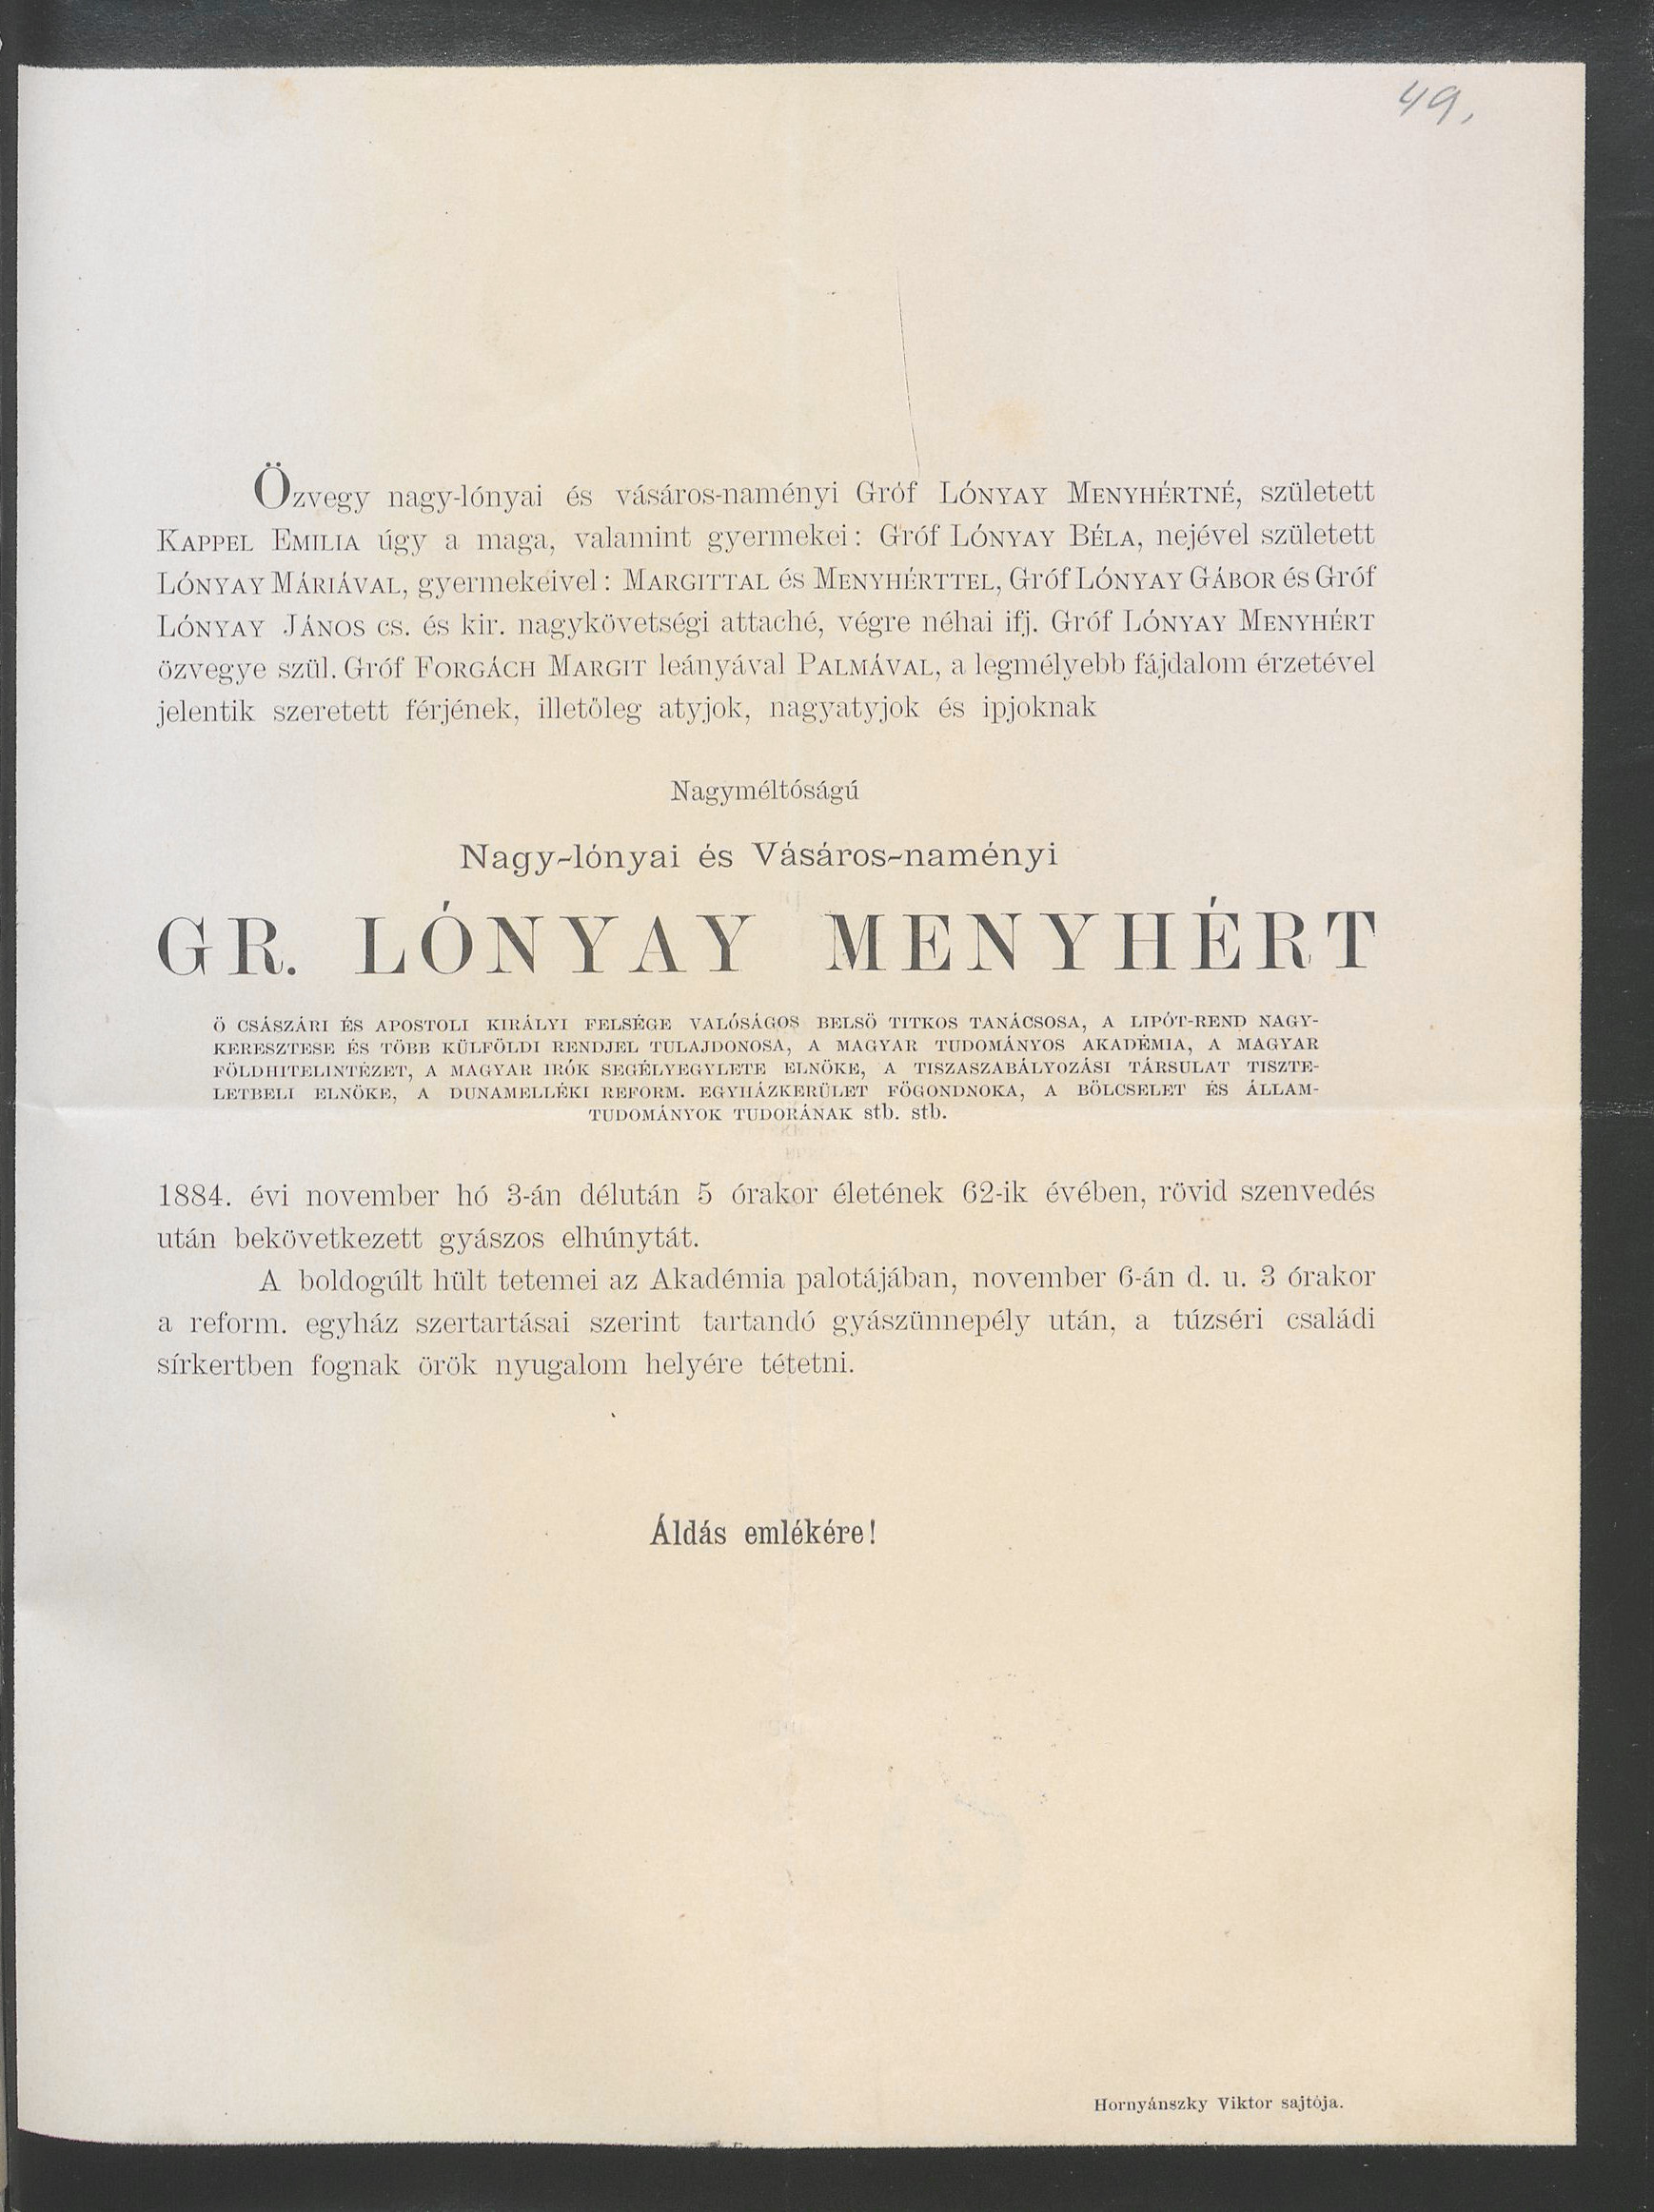 49,
Özvegy nagy-lónyai és vásáros-naményi Gróf LÓNYAY MENYHÉRTNÉ, született
KAPPEL EMILIA úgy a maga, valamint gyermekei: Gróf LÓNYAY BÉLA, nejével született
LÓNYAY MÁRIÁVAL, gyermekeivel: MARGITTAL és MENYHÉRTTEL, Gróf LÓNYAY GÁBOR és Gróf
LÓNYAY JÁNOS cs. és kir. nagykövetségi attaché, végre néhai ifj. Gróf LÓNYAY MENYHÉRT
özvegye szül. Gróf FORGÁCH MARGIT leányával PALMÁVAL, a legmélyebb fájdalom érzetével
jelentik szeretett férjének, illetöleg atyjok, nagyatyjok és ipjoknak
Nagyméltóságú
Nagy-lónyai és Vásáros-naményi
GR. LÓNYAY MENYHÉRT
Ö CSÁSZÁRI ÉS APOSTOLI KIRÁLYI FELSÉGE VALÓSÁGOS BELSÖ TITKOS TANÁCSOSA, A LIPÓT-REND NAGY-
KERESZTESE ÉS TÖBB KÜLFÖLDI RENDJEL TULAJDONOSA, A MAGYAR TUDOMÁNYOS AKADÉMIA, A MAGYAR
FÖLDHITELINTÉZET, A MAGYAR IRÓK SEGÉLYEGYLETE ELNÖKE, A TISZASZABÁLYOZÁSI TÁRSULAT TISZTE-
LETBELI ELNÖKE, A DUNAMELLÉKI REFORM. EGYHÁZKERÜLET FÖGONDNOKA, A BÖLCSELET ÉS ÁLLAM-
TUDOMÁNYOK TUDORÁNAK stb. stb.
1884. évi november hó 3-án délután 5 órakor életének 62-ik évében, rövid szenvedés
után bekövetkezett gyászos elhúnytát.
A boldogúlt hült tetemei az Akadémia palotájában, november 6-án d. u. 3 órakor
a reform. egyház szertartásai szerint tartandó gyászünnepély után, a túzséri családi
sírkertben fognak örök nyugalom helyére tétetni.
Áldás emlékére!
Hornyánszky Viktor sajtója.